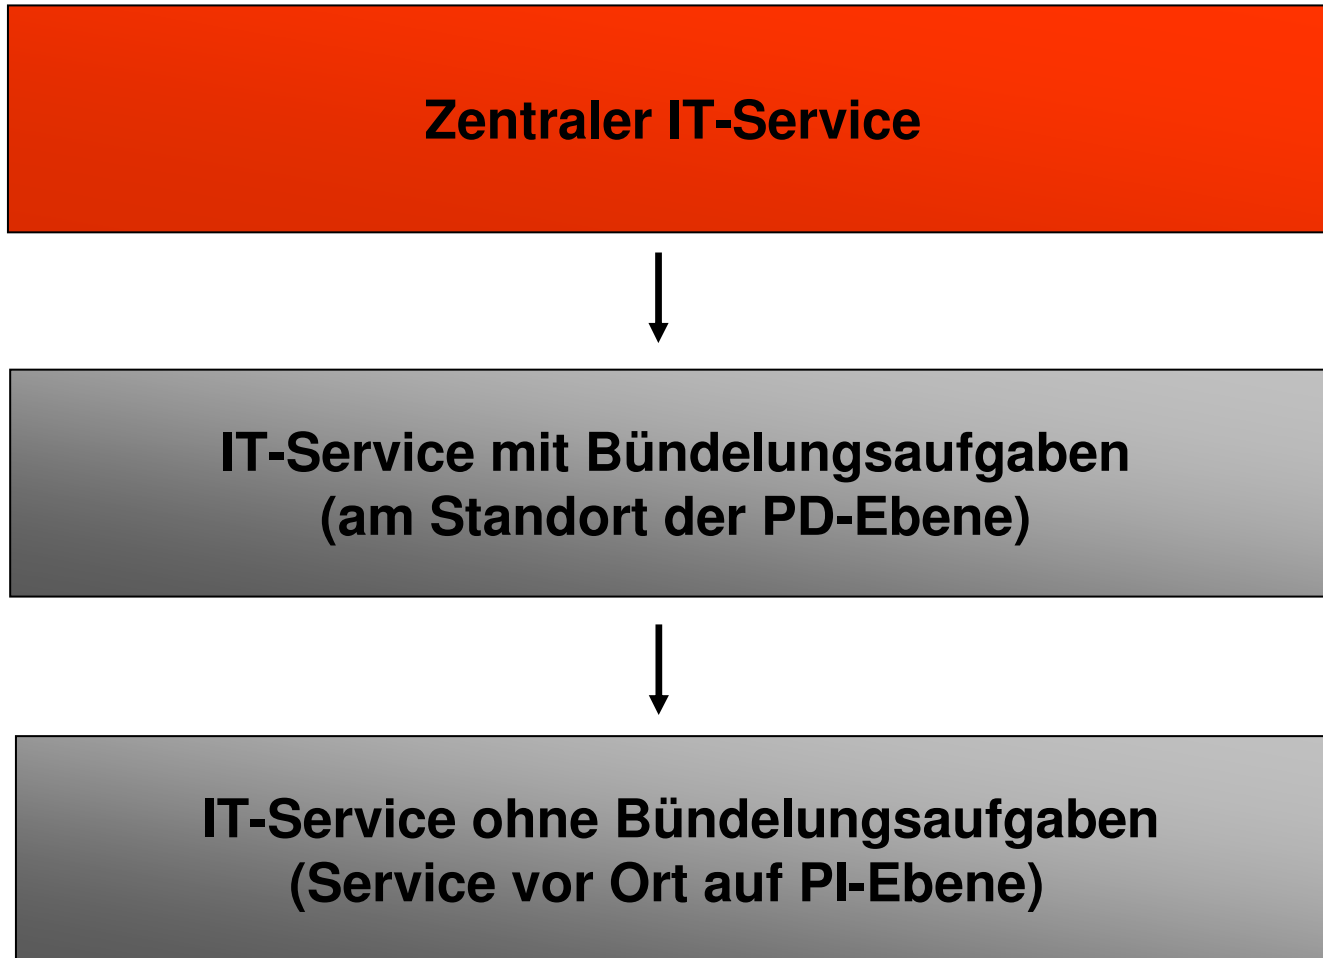 Zentraler IT-Service
IT-Service mit Bündelungsaufgaben
(am Standort der PD-Ebene)
IT-Service ohne Bündelungsaufgaben
(Service vor Ort auf PI-Ebene)